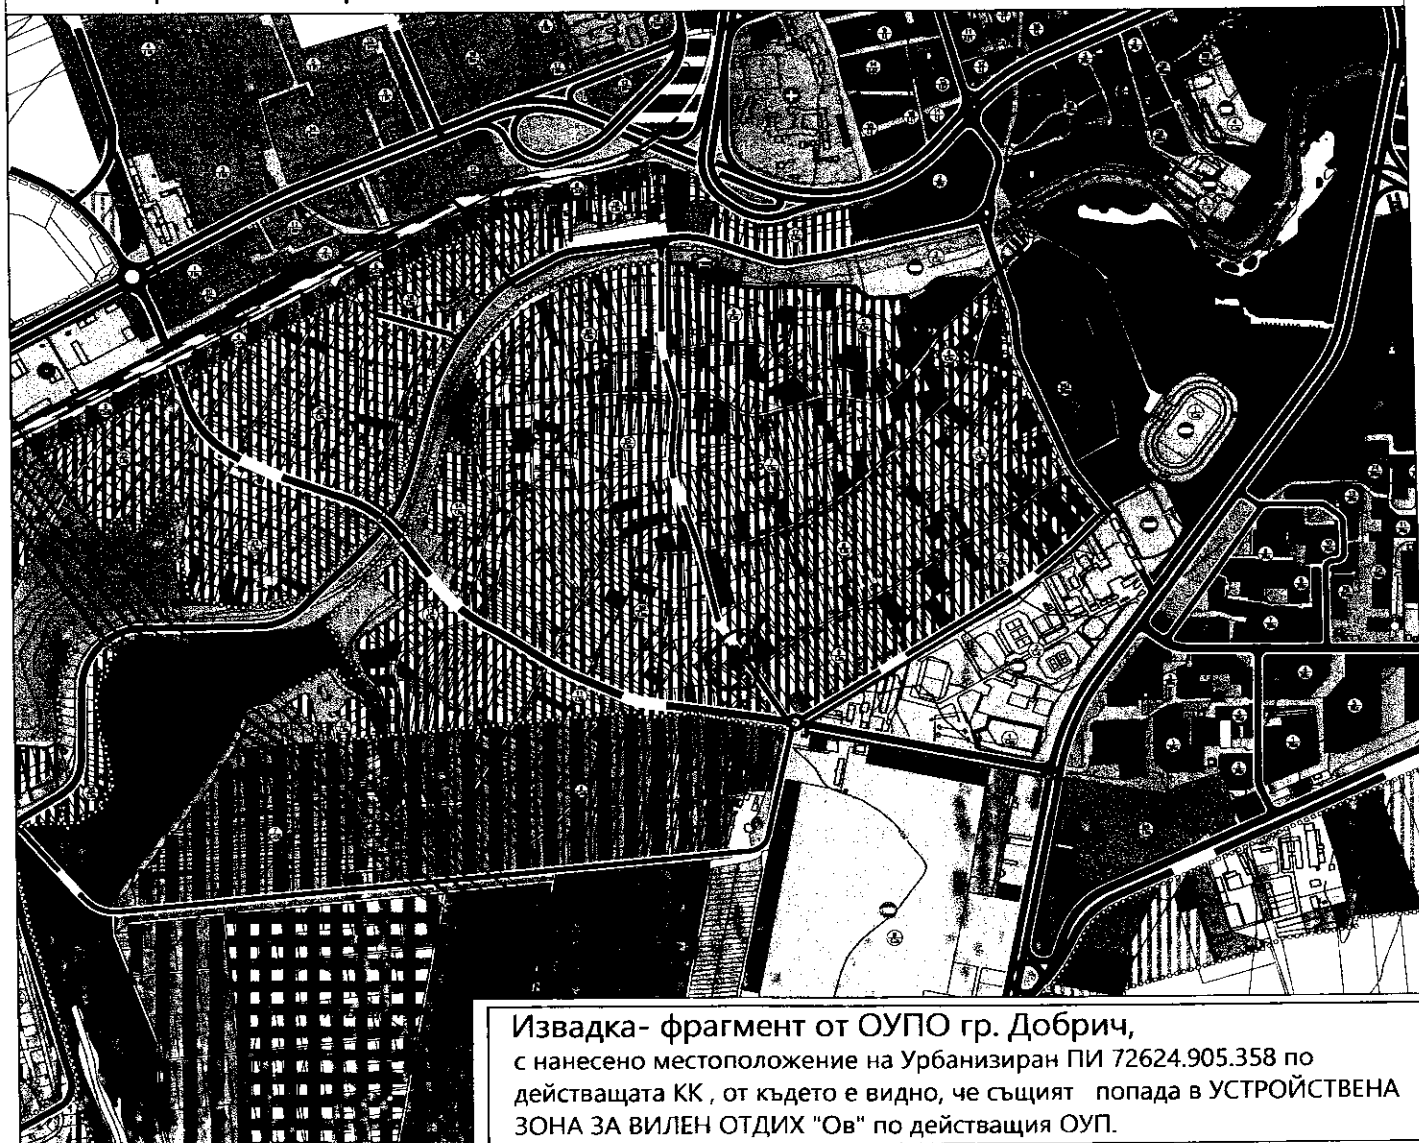 Извадка- фрагмент от ОУПО гр. Добрич,
с нанесено местоположение на Урбанизиран ПИ 72624.905.358 по
действащата КК , от където е видно, че същият попада в УСТРОЙСТВЕНА
ЗОНА ЗА ВИЛЕН ОТДИХ "Ов" по действащия ОУП.